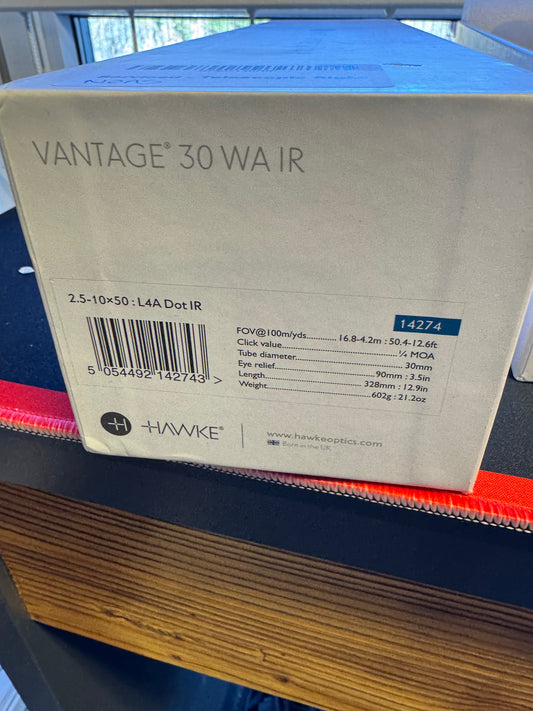 VANTAGE® 30 WA IR
2.5-10×50 : L4A Dot IR
14274
FOV@100m/yds.......... 16.8-4.2m : 50.4-12.6ft
Click value..........¼ MOA
Tube diameter..........30mm
Eye relief..........90mm : 3.5in
Length..........328mm : 12.9in
Weight..........602g : 21.2oz
5 054492 142743 >
HAWKE®
www.hawkeoptics.com
Born in the UK